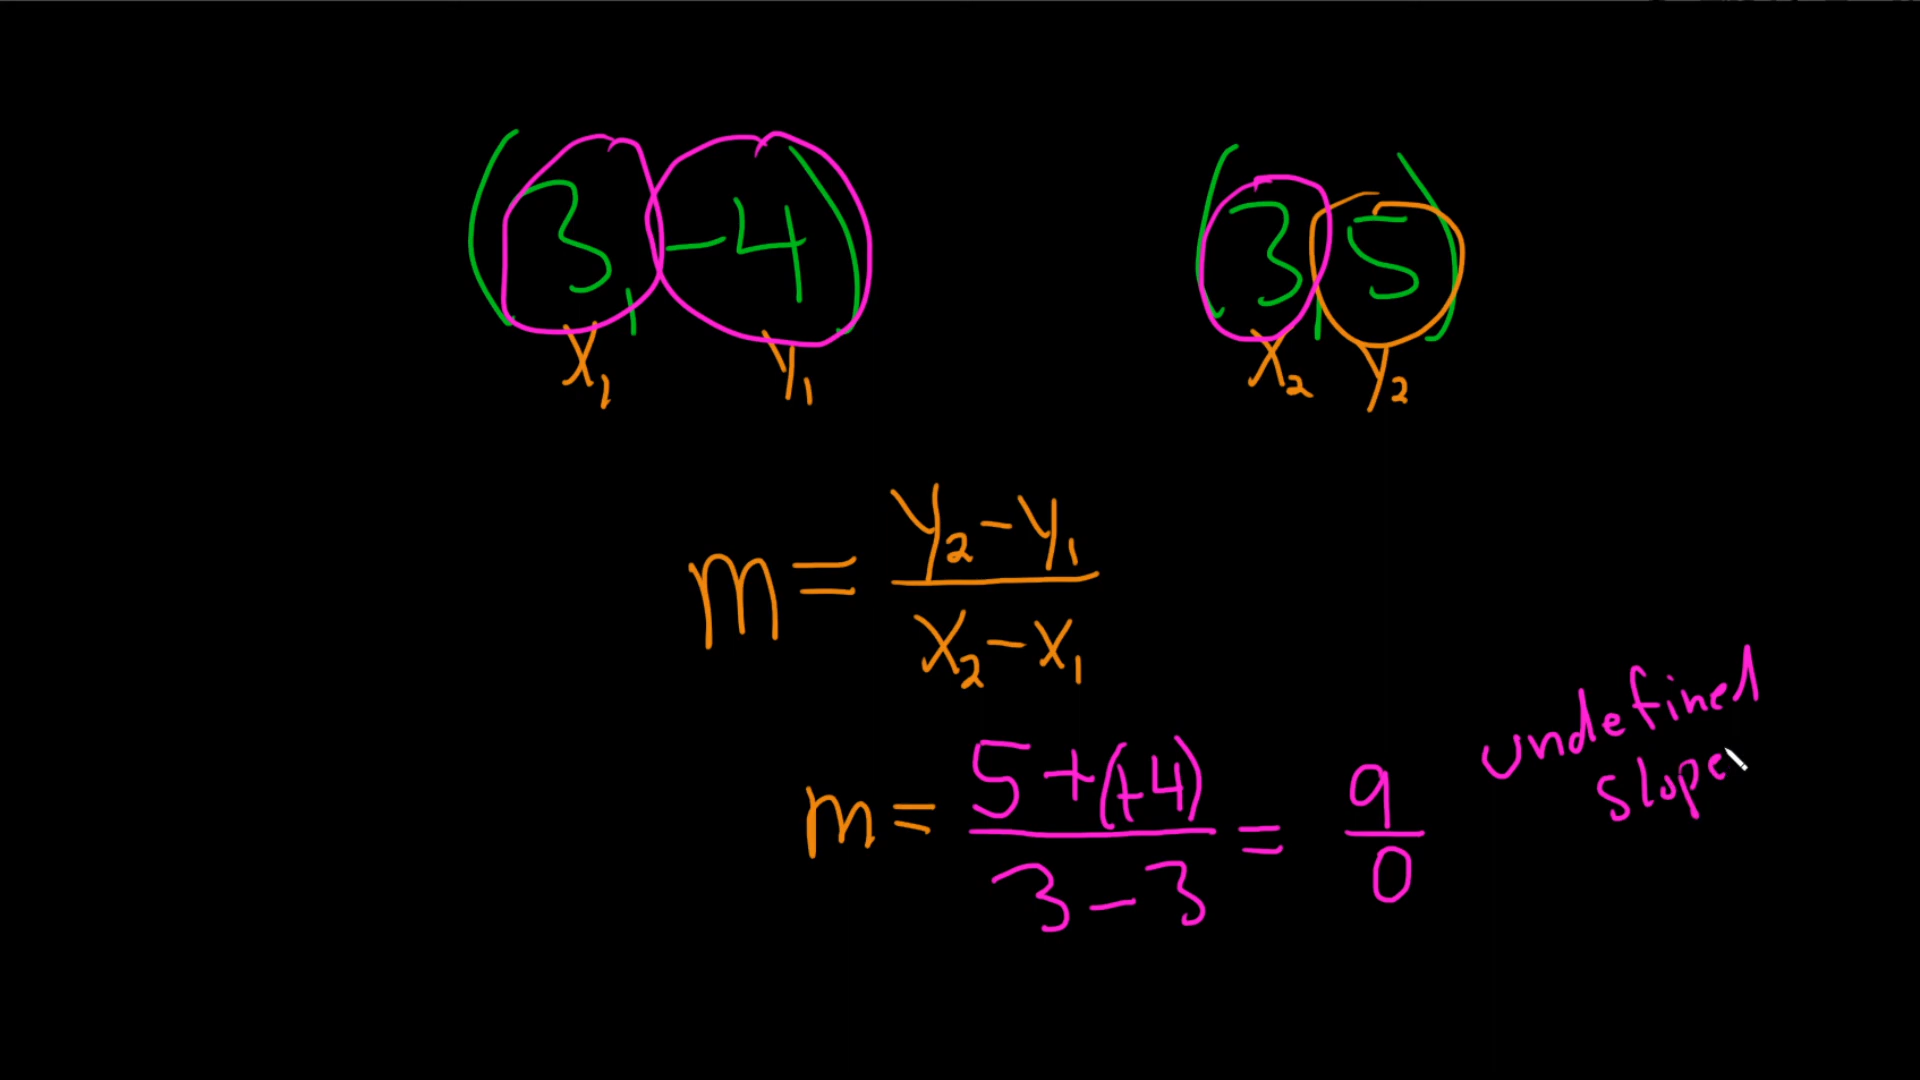 (3, -4) (3, 5)
x₁ y₁ x₂ y₂
m = y₂ - y₁ / x₂ - x₁
m = 5 + (+4) / 3 - 3 = 9 / 0
undefined
slope